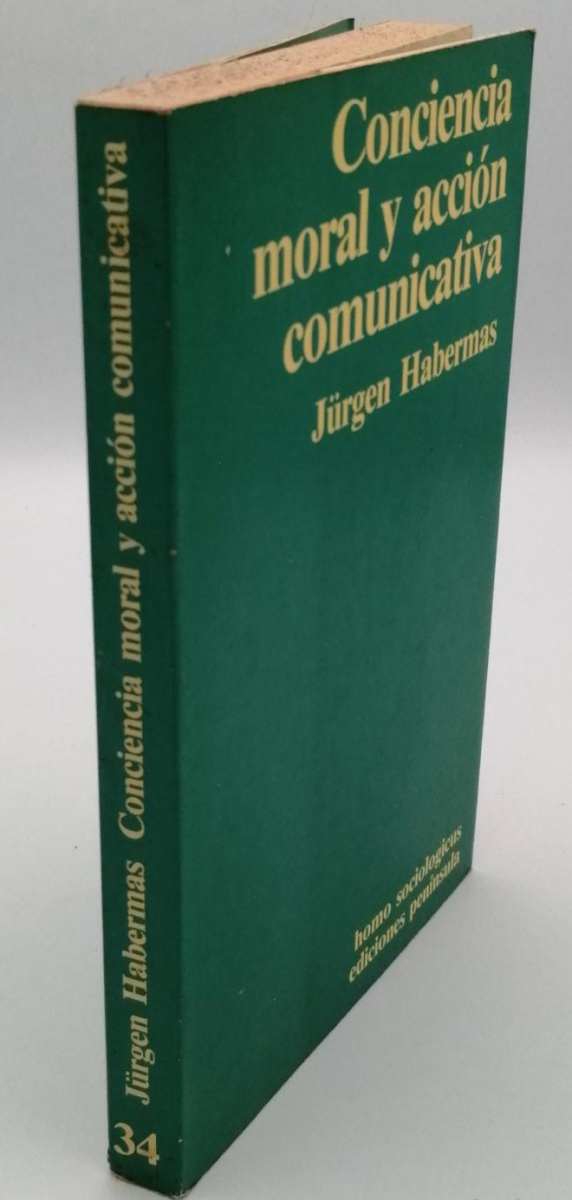 Conciencia
moral y acción
comunicativa
Jürgen Habermas
homo sociologicus
ediciones península
Jürgen Habermas Conciencia moral y acción comunicativa
34